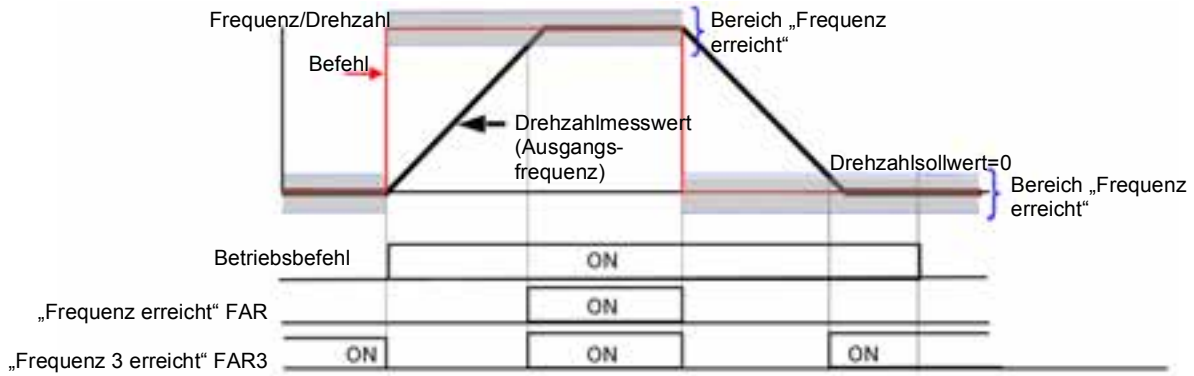 Frequenz/Drehzahl
Bereich „Frequenz
erreicht“
Befehl
Drehzahlmesswert
(Ausgangs-
frequenz)
Drehzahlsollwert=0
Bereich „Frequenz
erreicht“
Betriebsbefehl
ON
„Frequenz erreicht“ FAR
ON
„Frequenz 3 erreicht“ FAR3
ON
ON
ON